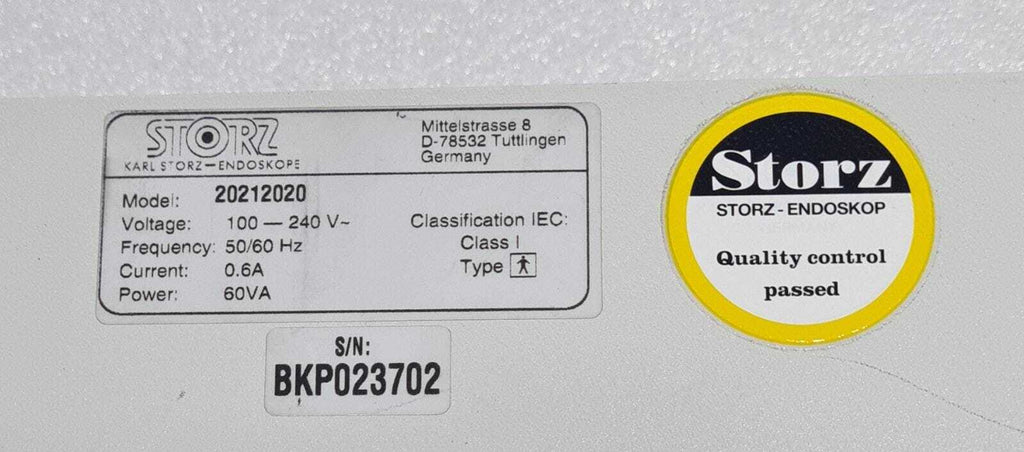 STORZ
KARL STORZ—ENDOSKOPE
Mittelstrasse 8
D-78532 Tuttlingen
Germany
Model: 20212020
Voltage: 100 — 240 V~
Frequency: 50/60 Hz
Current: 0.6A
Power: 60VA
Classification IEC:
Class I
Type
S/N:
BKP023702
Storz
STORZ - ENDOSKOP
Quality control
passed